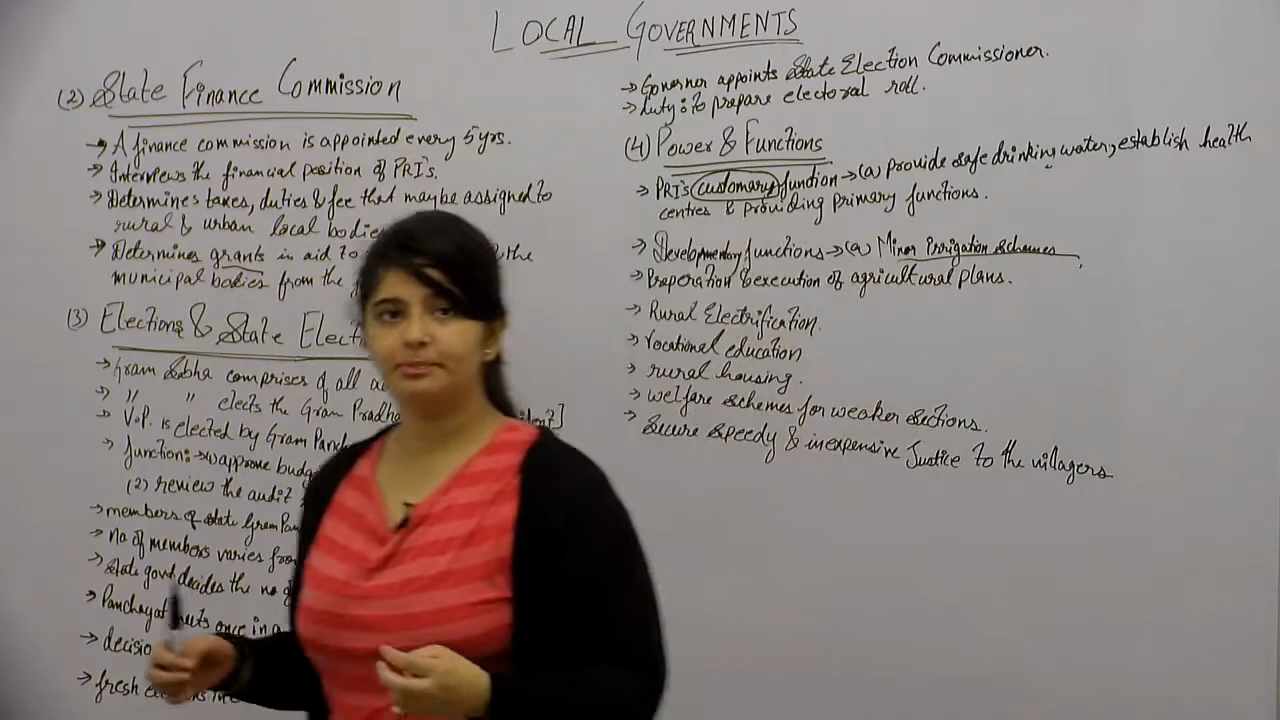 LOCAL GOVERNMENTS
(2) State Finance Commission
→ A finance commission is appointed every 5 yrs.
→ Interviews the financial position of PRI's.
→ Determines taxes, duties & fee that maybe assigned to
rural & urban local bodies
→ Determines grants in aid to the
municipal bodies from the
(3) Elections & State Elect
→ Gram Sabha comprises of all
→ " " elects the Gram Pradha
→ V.P. is elected by Gram Panch
→ function: → approve budg
(2) review the audit
→ members of state Gram Pan
→ no of members varies from
→ State govt decides the no
→ Panchayat meets once in a
→ decisio
→ fresh
→ Governor appoints State Election Commissioner.
→ Duty: To prepare electoral roll.
(4) Power & Functions
→ PRI's customary function → (a) provide safe drinking water, establish health
centres & providing primary functions.
→ Developmentary functions → (a) Minor Irrigation Schemes
→ Preperation & execution of agricultural plans.
→ Rural Electrification.
→ Vocational education
→ rural housing.
→ welfare schemes for weaker sections.
→ Secure speedy & inexpensive Justice to the villagers